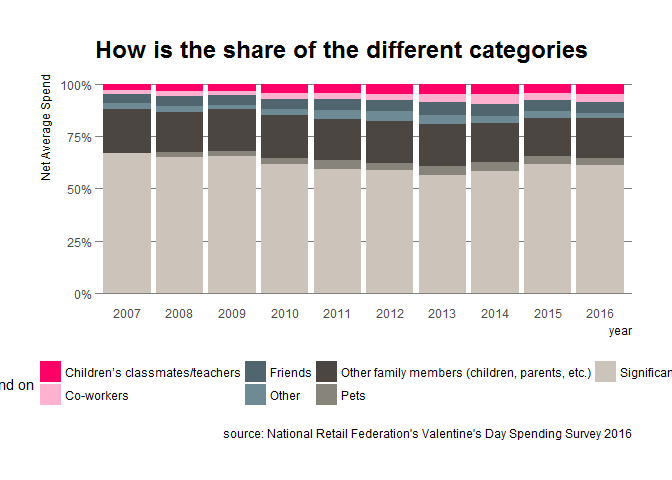 How is the share of the different categories
Net Average Spend
100%
75%
50%
25%
0%
2007 2008 2009 2010 2011 2012 2013 2014 2015 2016
year
nd on
Children's classmates/teachers Friends Other family members (children, parents, etc.) Significan
Co-workers Other Pets
source: National Retail Federation's Valentine's Day Spending Survey 2016